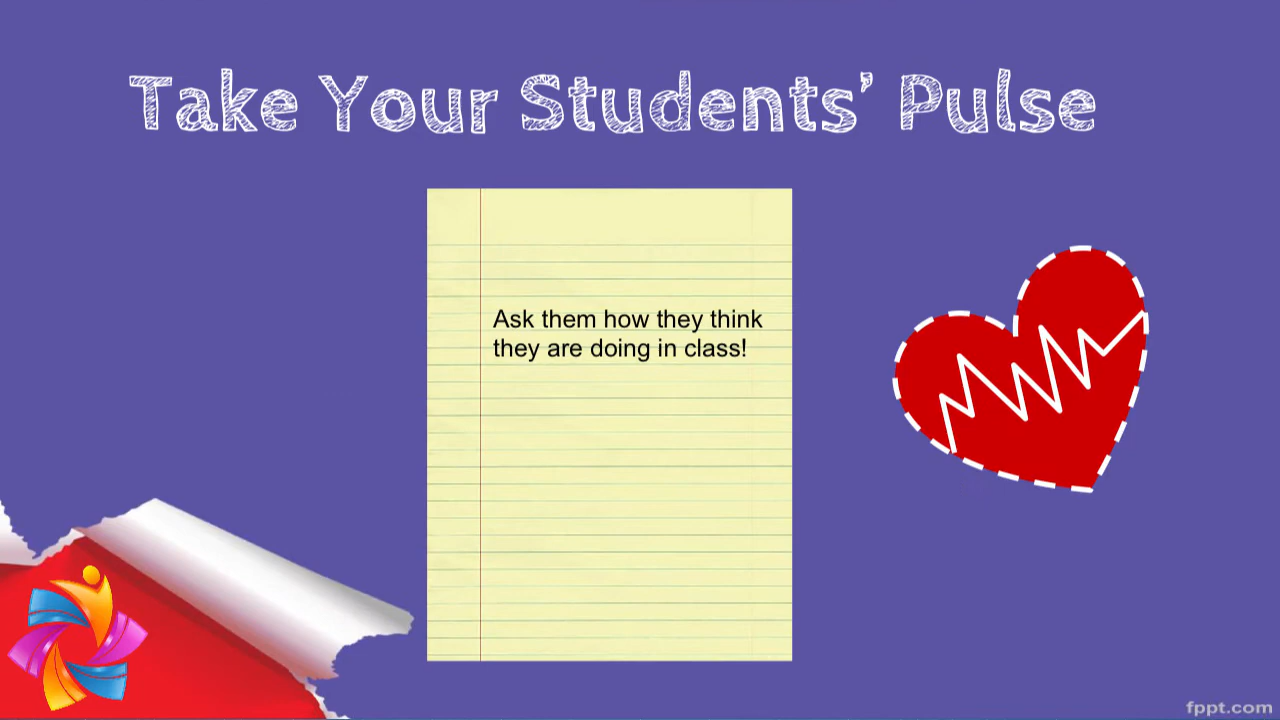 Take Your Students’ Pulse
Ask them how they think
they are doing in class!
fppt.com